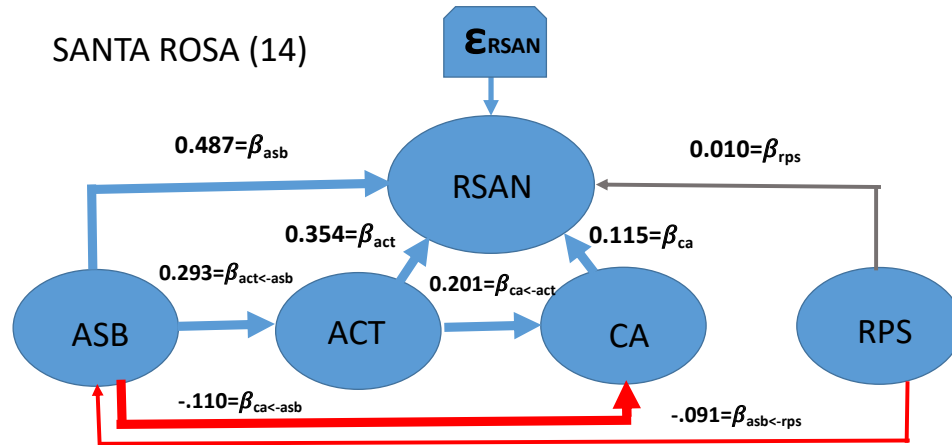 SANTA ROSA (14)
εRSAN
0.487=βasb
0.010=βrps
RSAN
0.354=βact
0.115=βca
0.293=βact<-asb
0.201=βca<-act
ASB
ACT
CA
RPS
-.110=βca<-asb
-.091=βasb<-rps